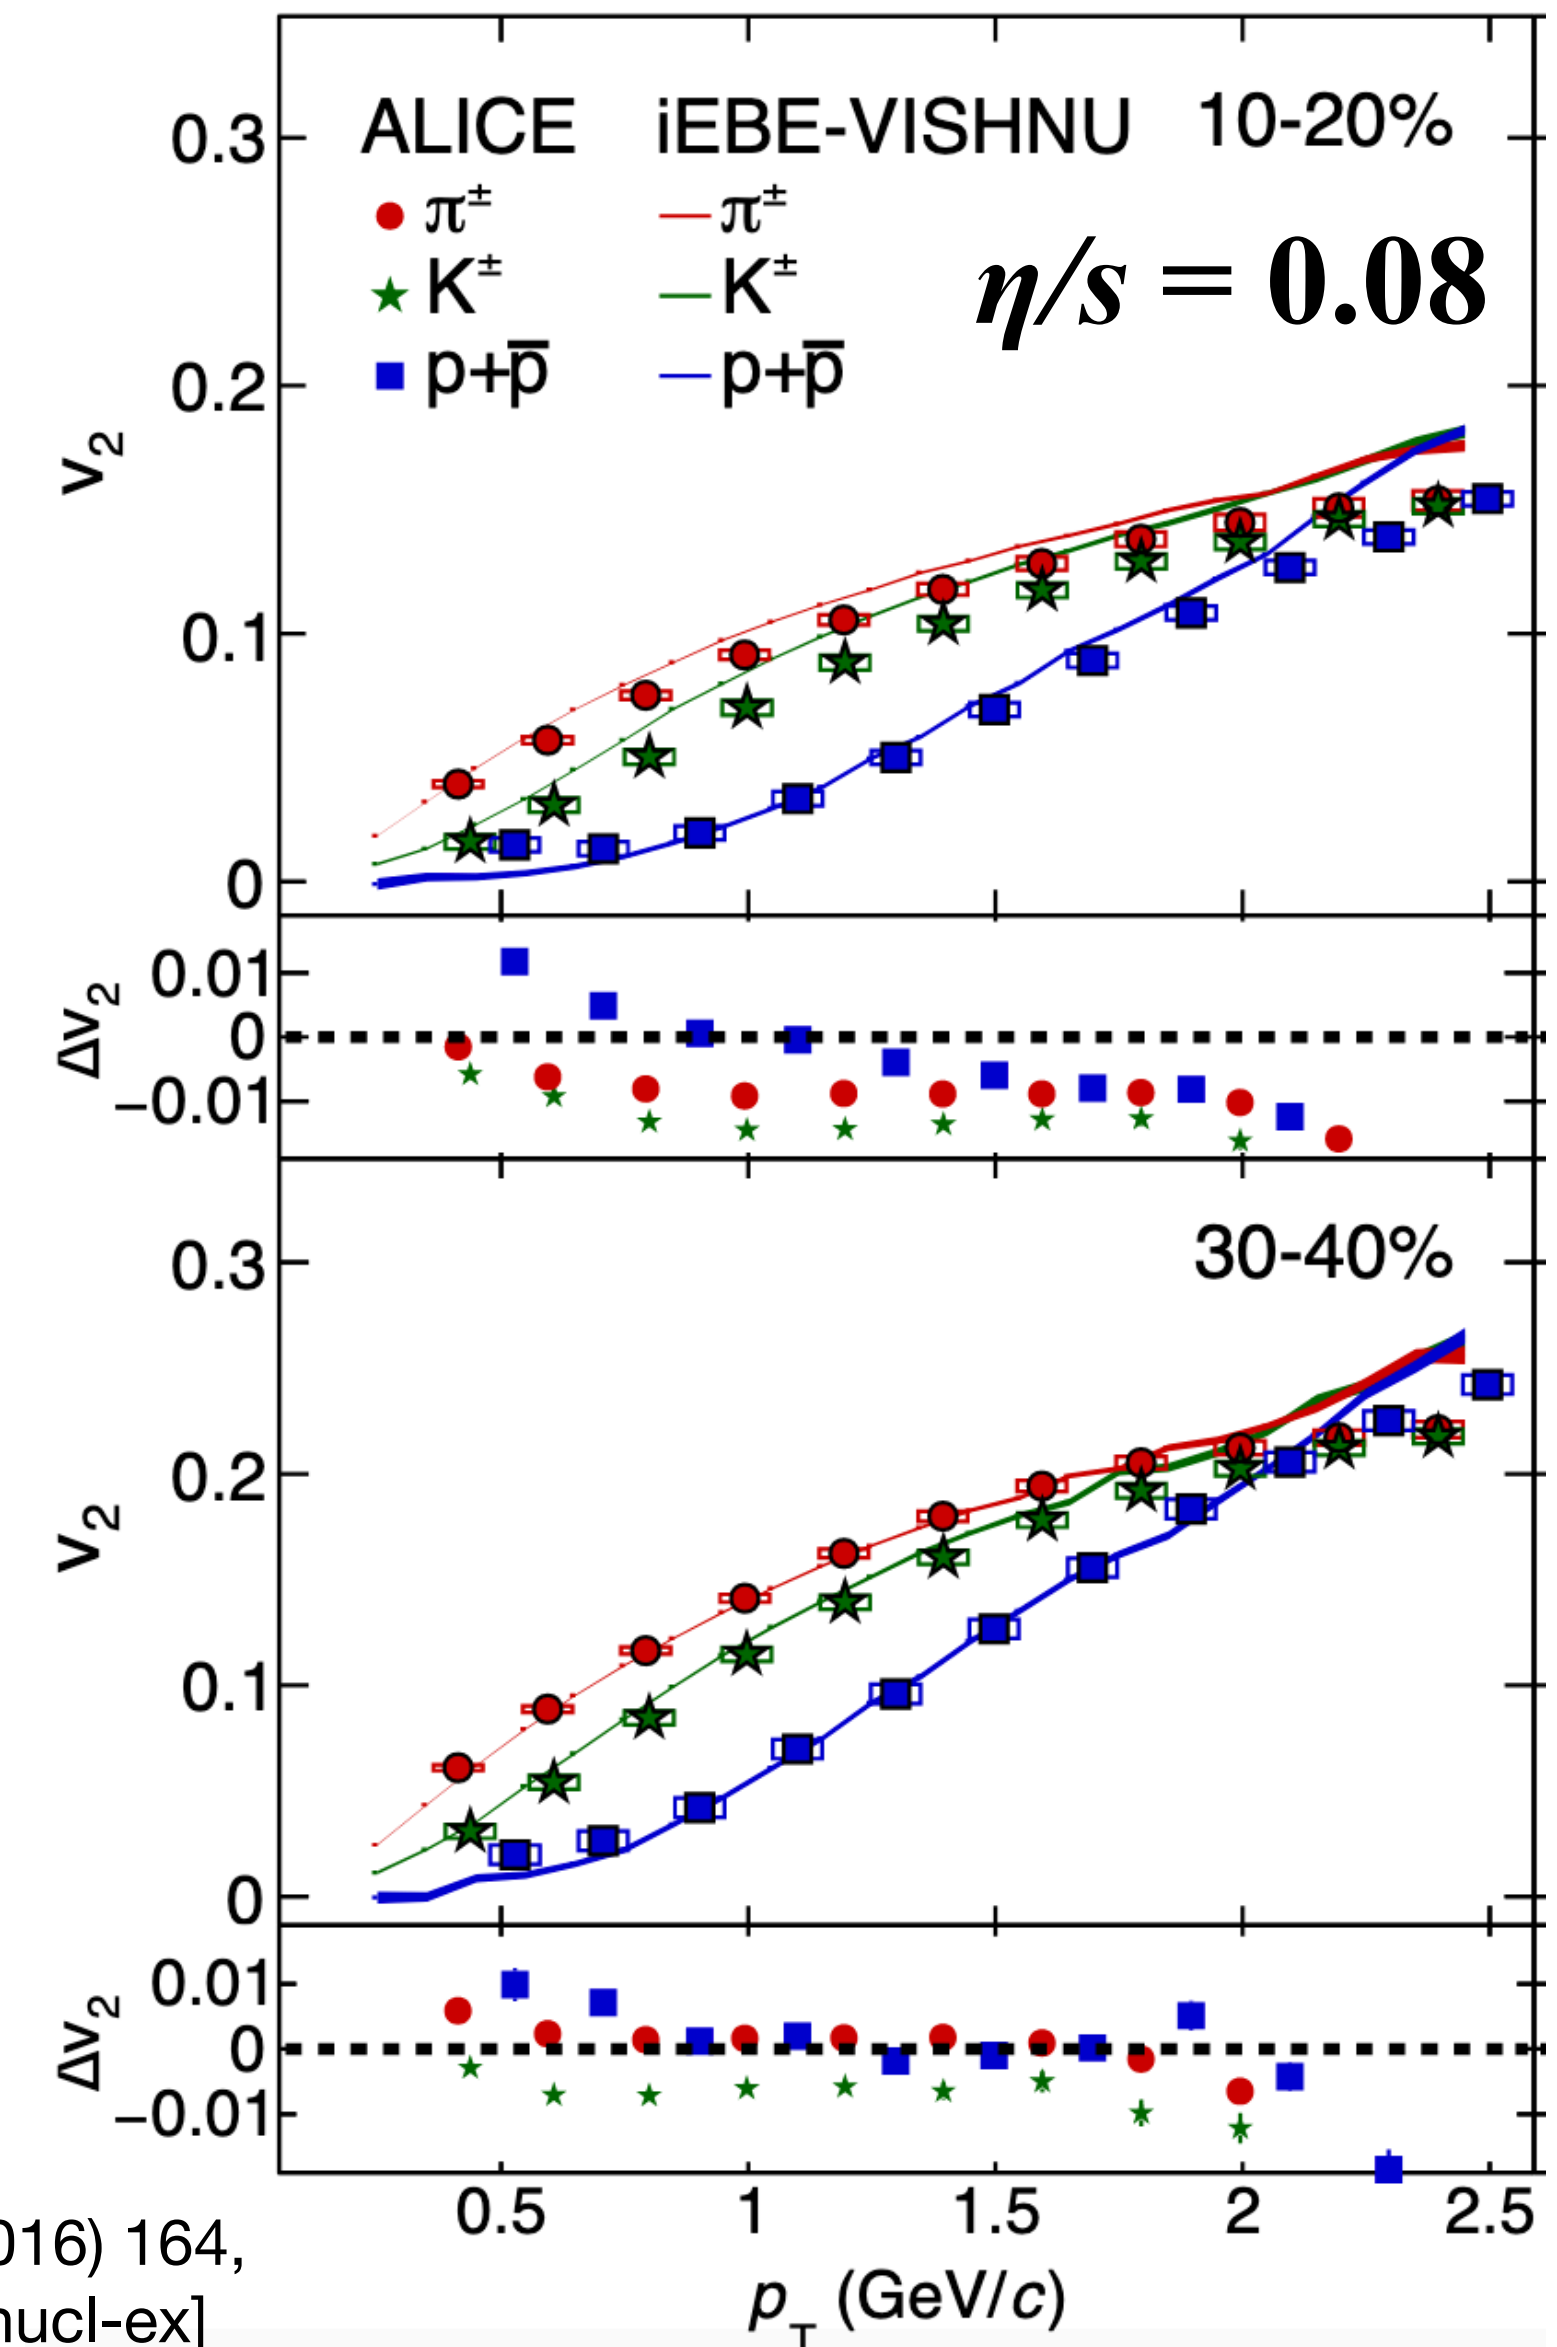 ALICE iEBE-VISHNU 10-20%
0.3
π± π±
K± K±
η/s = 0.08
p+p̅ p+p̅
0.2
v₂
0.1
0
0.01
Δv₂
0
−0.01
30-40%
0.3
0.2
v₂
0.1
0
0.01
Δv₂
0
−0.01
0.5 1 1.5 2 2.5
p_T (GeV/c)
016) 164,
nucl-ex]